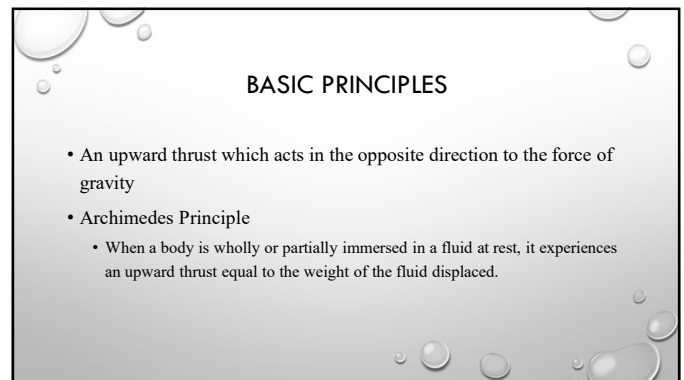 BASIC PRINCIPLES
• An upward thrust which acts in the opposite direction to the force of
gravity
• Archimedes Principle
• When a body is wholly or partially immersed in a fluid at rest, it experiences
an upward thrust equal to the weight of the fluid displaced.